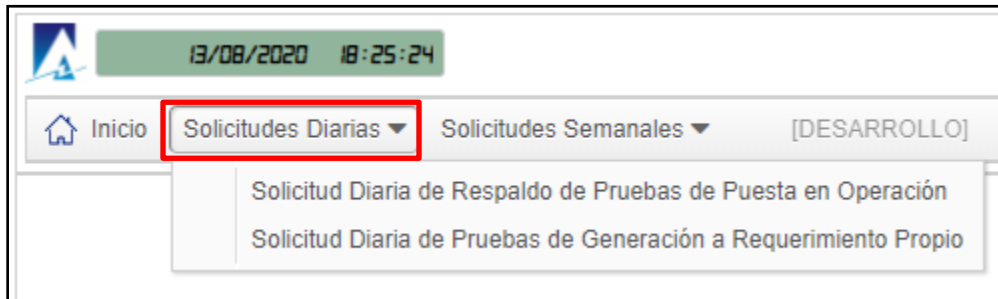 13/08/2020 18:25:24
Inicio Solicitudes Diarias Solicitudes Semanales [DESARROLLO]
Solicitud Diaria de Respaldo de Pruebas de Puesta en Operación
Solicitud Diaria de Pruebas de Generación a Requerimiento Propio